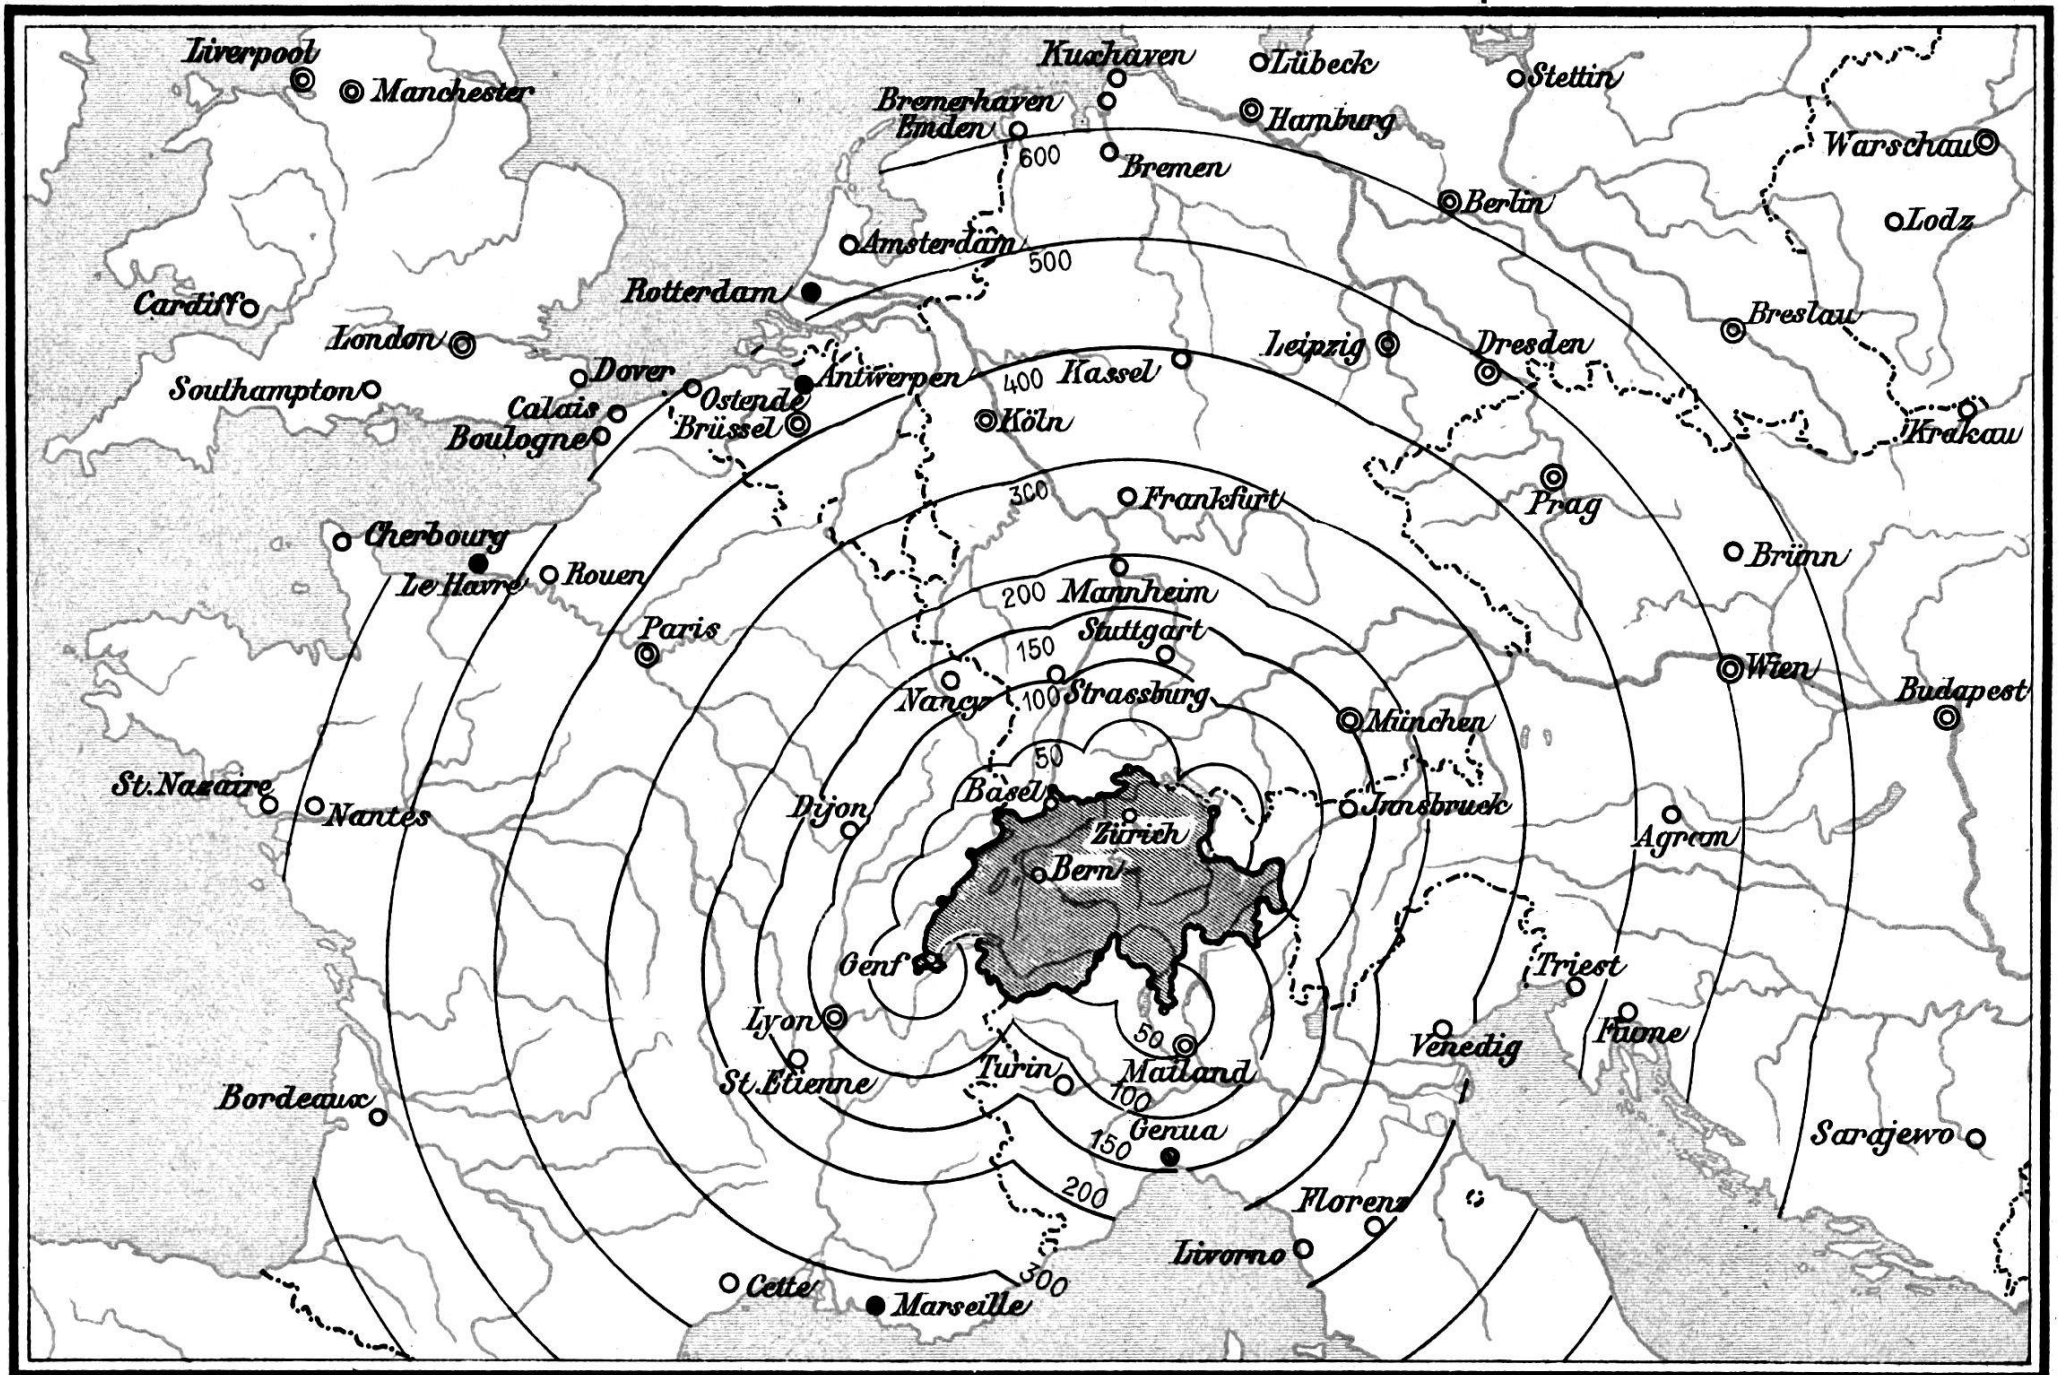 Liverpool
Manchester
Kuxhaven
Lübeck
Stettin
Bremerhaven
Emden
Hamburg
Warschau
600
Bremen
Berlin
Lodz
Amsterdam
500
Rotterdam
Cardiff
London
Leipzig
Dresden
Breslau
Dover
Antwerpen
400
Kassel
Southampton
Ostende
Calais
Boulogne
Brüssel
Köln
Krakau
300
Frankfurt
Prag
Cherbourg
Le Havre
Rouen
Brünn
200
Mannheim
Paris
Stuttgart
150
Nancy
100
Strassburg
Wien
Budapest
München
50
St. Nazaire
Nantes
Dijon
Basel
Zürich
Innsbruck
Agram
Bern
Genf
Triest
Lyon
50
Mailand
Venedig
Fiume
St. Etienne
Turin
100
Bordeaux
Genua
150
Sarajewo
200
Florenz
Livorno
300
Cette
Marseille